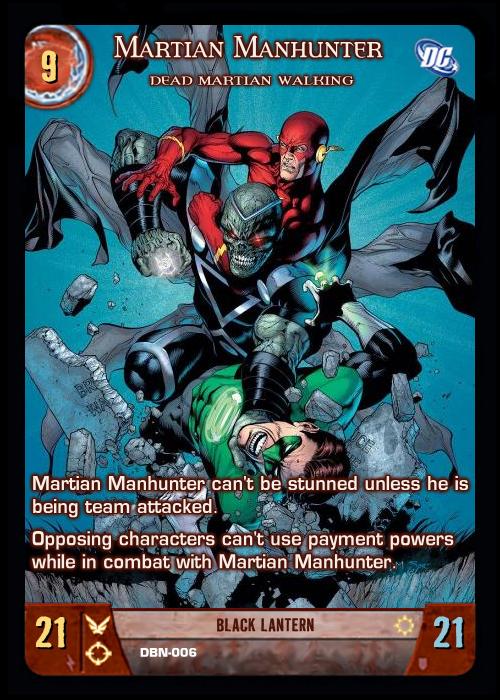 9
Martian Manhunter
DC
Dead Martian Walking
Martian Manhunter can't be stunned unless he is
being team attacked.
Opposing characters can't use payment powers
while in combat with Martian Manhunter.
21
Black Lantern
21
DBN-006